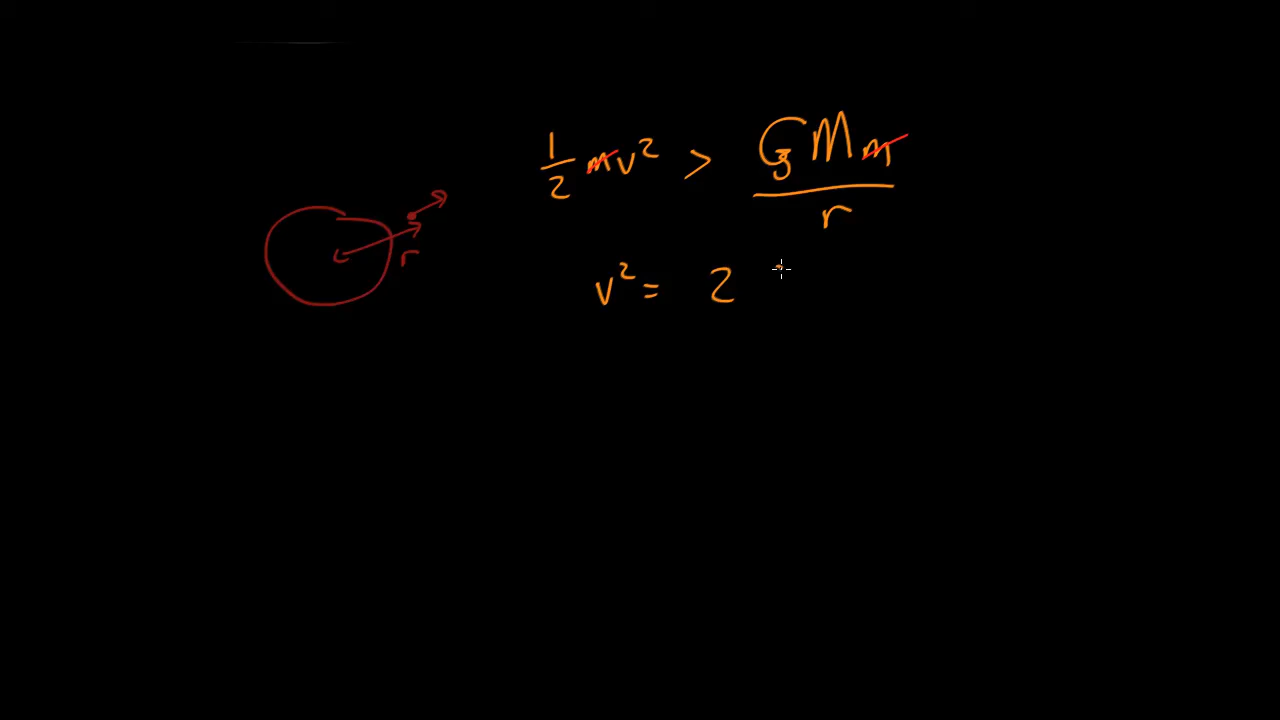 ½ mv² > GMm / r
r
v² = 2